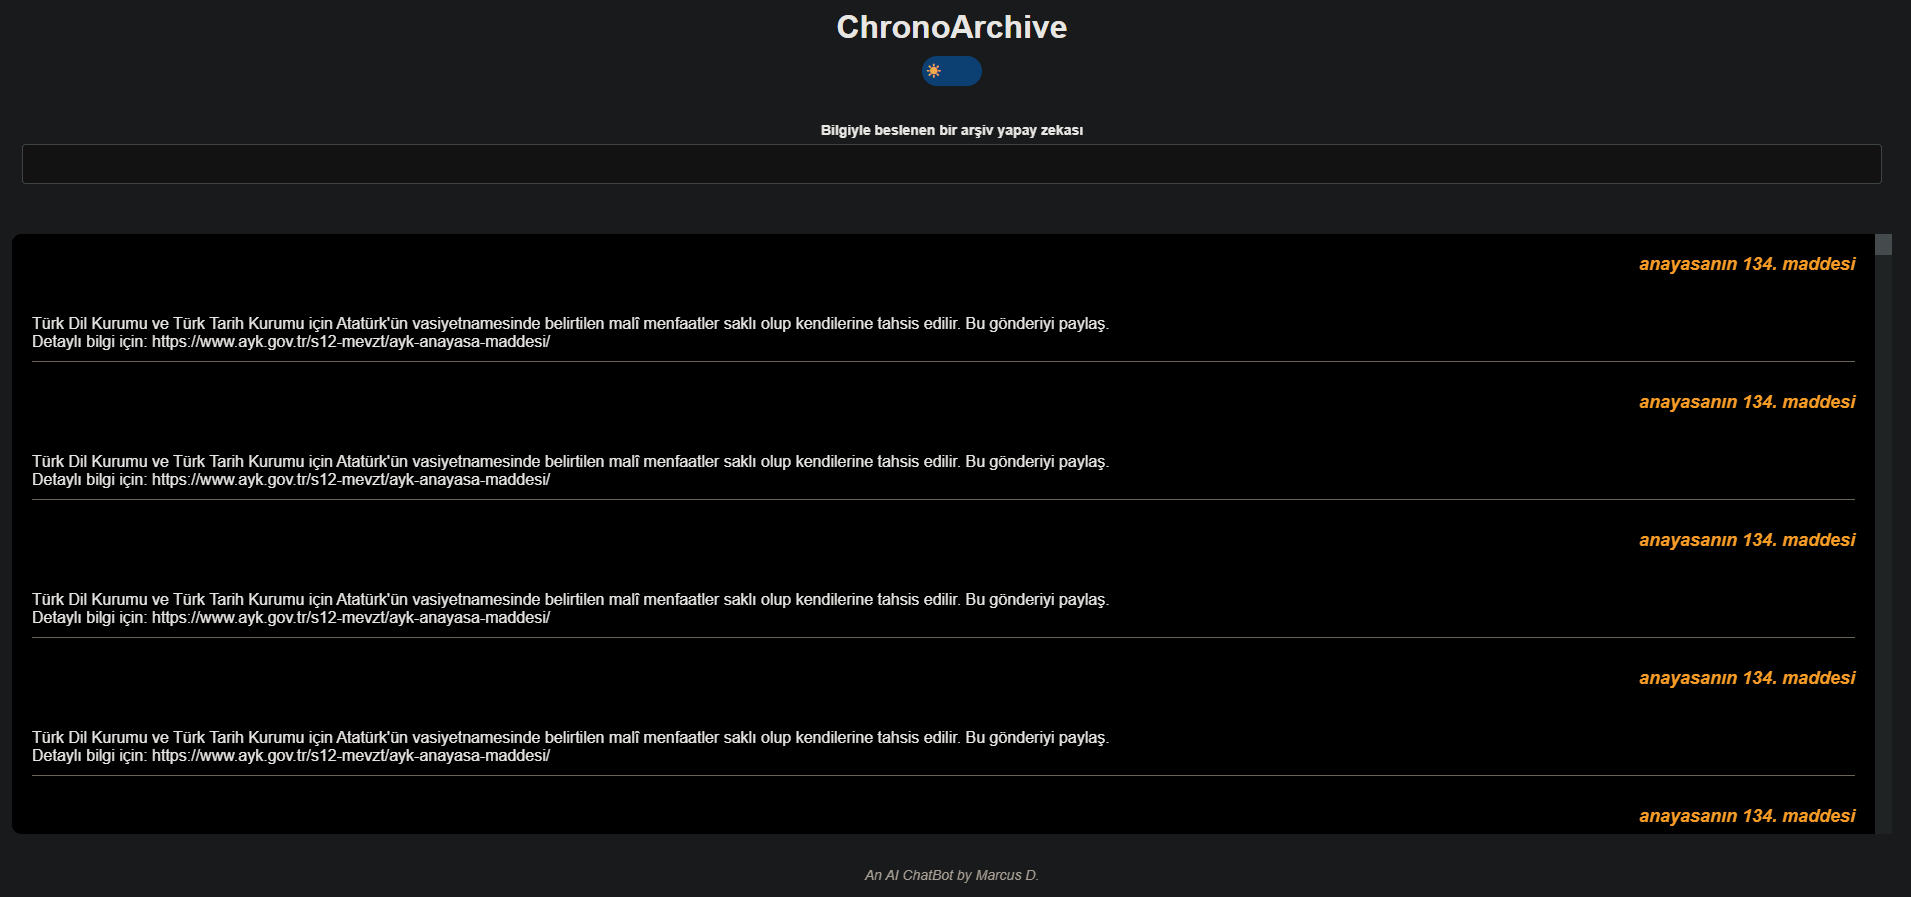 ChronoArchive
Bilgiyle beslenen bir arşiv yapay zekası
anayasanın 134. maddesi
Türk Dil Kurumu ve Türk Tarih Kurumu için Atatürk'ün vasiyetnamesinde belirtilen malî menfaatler saklı olup kendilerine tahsis edilir. Bu gönderiyi paylaş.
Detaylı bilgi için: https://www.ayk.gov.tr/s12-mevzt/ayk-anayasa-maddesi/
anayasanın 134. maddesi
Türk Dil Kurumu ve Türk Tarih Kurumu için Atatürk'ün vasiyetnamesinde belirtilen malî menfaatler saklı olup kendilerine tahsis edilir. Bu gönderiyi paylaş.
Detaylı bilgi için: https://www.ayk.gov.tr/s12-mevzt/ayk-anayasa-maddesi/
anayasanın 134. maddesi
Türk Dil Kurumu ve Türk Tarih Kurumu için Atatürk'ün vasiyetnamesinde belirtilen malî menfaatler saklı olup kendilerine tahsis edilir. Bu gönderiyi paylaş.
Detaylı bilgi için: https://www.ayk.gov.tr/s12-mevzt/ayk-anayasa-maddesi/
anayasanın 134. maddesi
Türk Dil Kurumu ve Türk Tarih Kurumu için Atatürk'ün vasiyetnamesinde belirtilen malî menfaatler saklı olup kendilerine tahsis edilir. Bu gönderiyi paylaş.
Detaylı bilgi için: https://www.ayk.gov.tr/s12-mevzt/ayk-anayasa-maddesi/
anayasanın 134. maddesi
An AI ChatBot by Marcus D.